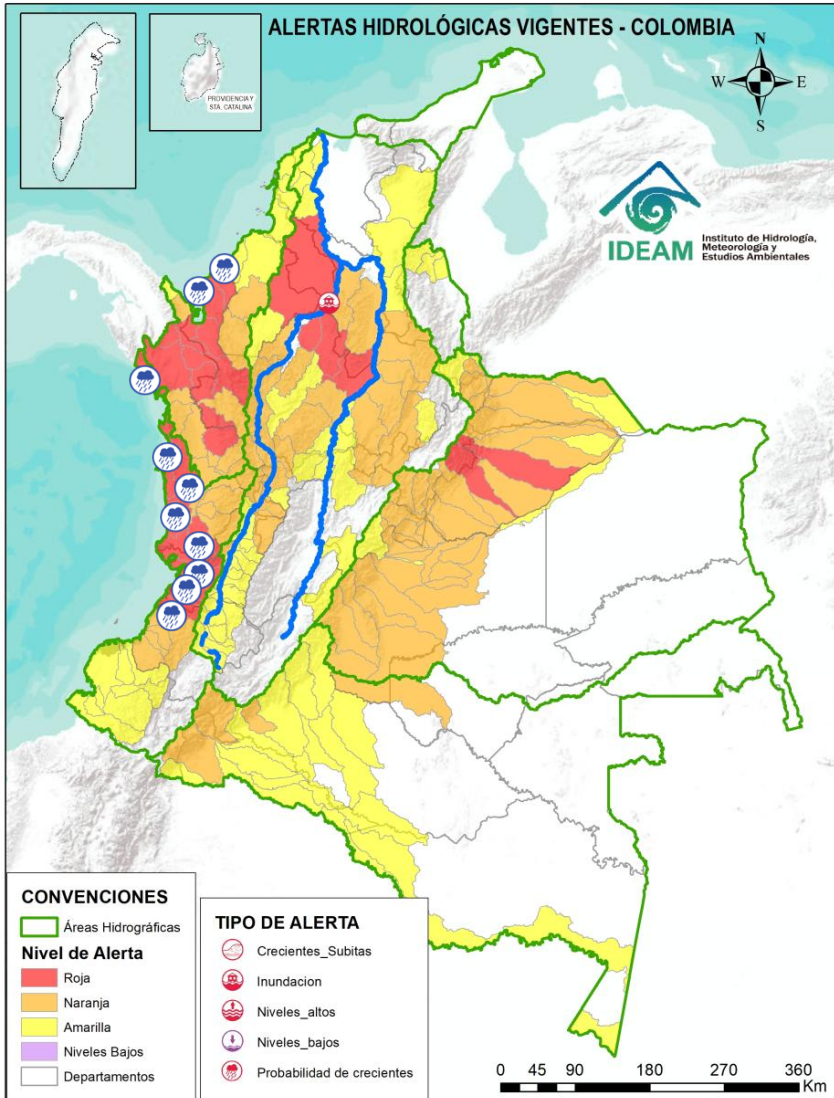 ALERTAS HIDROLÓGICAS VIGENTES - COLOMBIA
PROVIDENCIA Y
STA. CATALINA
N
W
E
S
IDEAM
Instituto de Hidrología,
Meteorología y
Estudios Ambientales
CONVENCIONES
Áreas Hidrográficas
Nivel de Alerta
Roja
Naranja
Amarilla
Niveles Bajos
Departamentos
TIPO DE ALERTA
Crecientes_Subitas
Inundacion
Niveles_altos
Niveles_bajos
Probabilidad de crecientes
0 45 90 180 270 360
Km